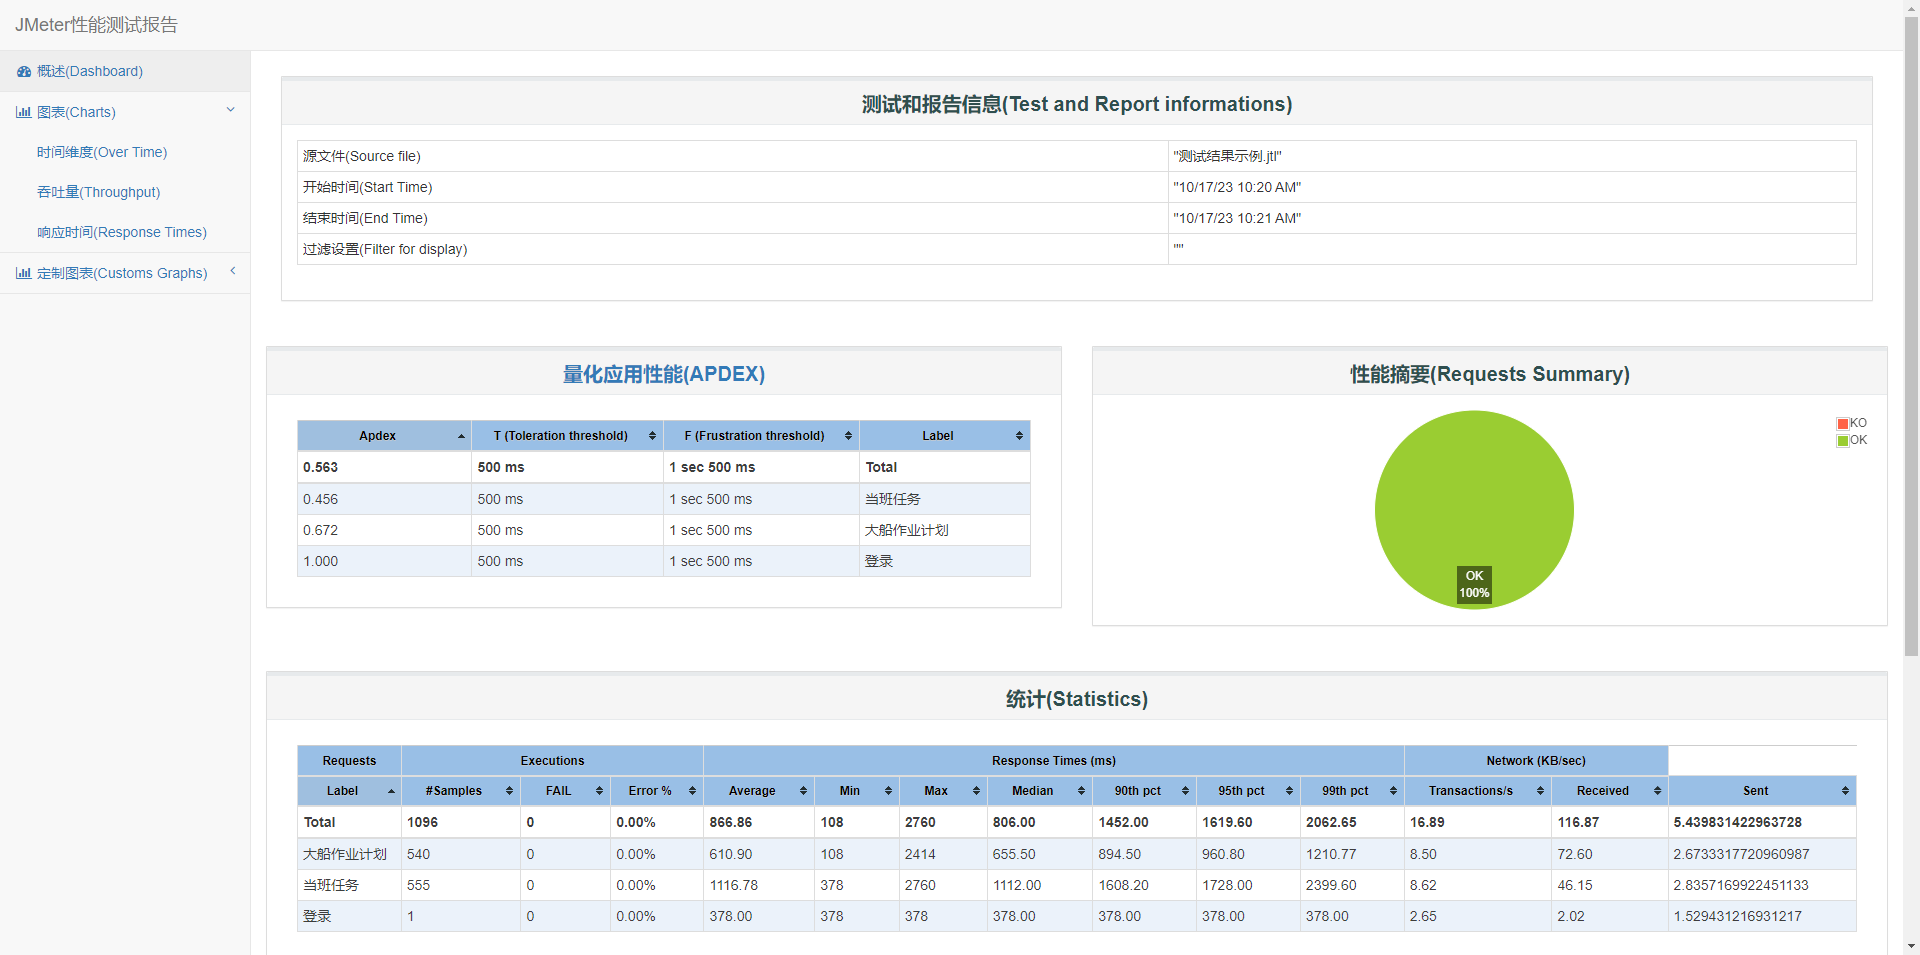 JMeter性能测试报告
概述(Dashboard)
图表(Charts)
时间维度(Over Time)
吞吐量(Throughput)
响应时间(Response Times)
定制图表(Customs Graphs)
测试和报告信息(Test and Report informations)
源文件(Source file) "测试结果示例.jtl"
开始时间(Start Time) "10/17/23 10:20 AM"
结束时间(End Time) "10/17/23 10:21 AM"
过滤设置(Filter for display) ""
量化应用性能(APDEX)
Apdex T (Toleration threshold) F (Frustration threshold) Label
0.563 500 ms 1 sec 500 ms Total
0.456 500 ms 1 sec 500 ms 当班任务
0.672 500 ms 1 sec 500 ms 大船作业计划
1.000 500 ms 1 sec 500 ms 登录
性能摘要(Requests Summary)
KO
OK
OK
100%
统计(Statistics)
Requests Executions Response Times (ms) Network (KB/sec)
Label #Samples FAIL Error % Average Min Max Median 90th pct 95th pct 99th pct Transactions/s Received Sent
Total 1096 0 0.00% 866.86 108 2760 806.00 1452.00 1619.60 2062.65 16.89 116.87 5.439831422963728
大船作业计划 540 0 0.00% 610.90 108 2414 655.50 894.50 960.80 1210.77 8.50 72.60 2.6733317720960987
当班任务 555 0 0.00% 1116.78 378 2760 1112.00 1608.20 1728.00 2399.60 8.62 46.15 2.8357169922451133
登录 1 0 0.00% 378.00 378 378 378.00 378.00 378.00 378.00 2.65 2.02 1.529431216931217